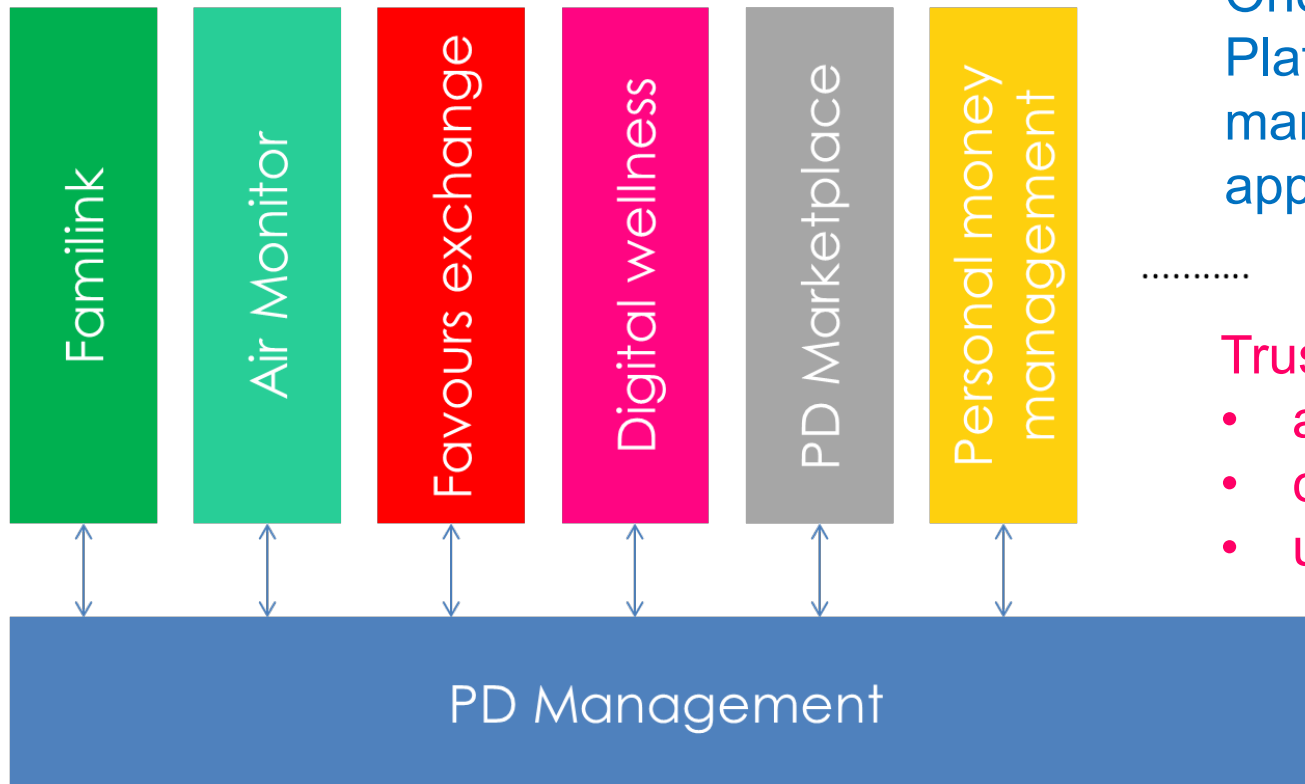 Familink
Air Monitor
Favours exchange
Digital wellness
PD Marketplace
Personal money
management
...........
•
•
•
PD Management